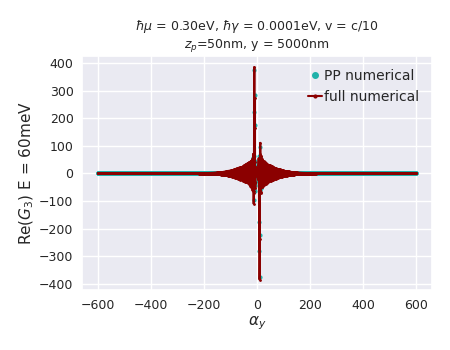 ħμ = 0.30eV, ħγ = 0.0001eV, v = c/10
z_p=50nm, y = 5000nm
PP numerical
full numerical
Re(G₃) E = 60meV
400
300
200
100
0
−100
−200
−300
−400
−600
−400
−200
0
200
400
600
α_y